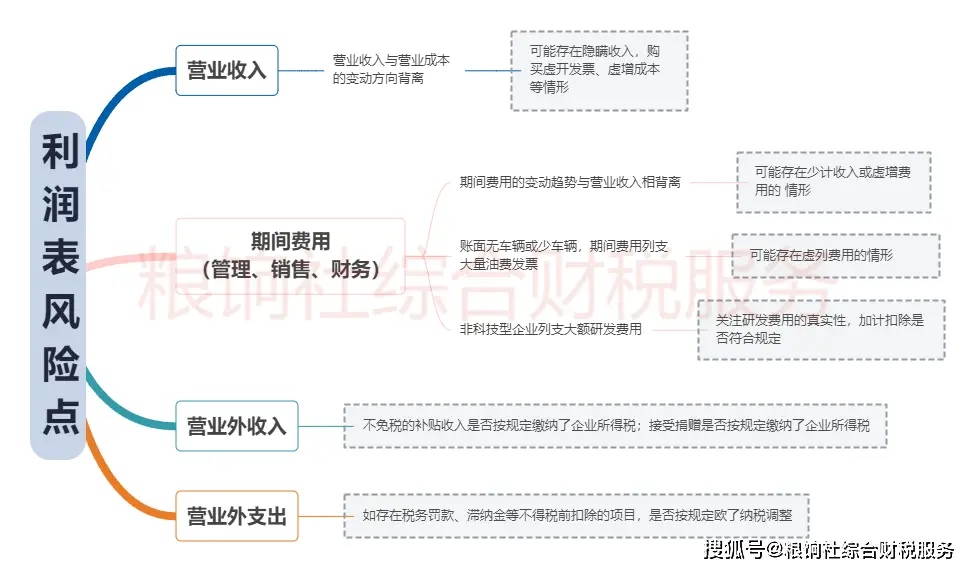 利润表风险点
营业收入
营业收入与营业成本
的变动方向背离
可能存在隐瞒收入，购
买虚开发票、虚增成本
等情形
期间费用
（管理、销售、财务）
期间费用的变动趋势与营业收入相背离
可能存在少计收入或虚增费
用的 情形
账面无车辆或少车辆，期间费用列支
大量油费发票
可能存在虚列费用的情形
非科技型企业列支大额研发费用
关注研发费用的真实性，加计扣除是
否符合规定
营业外收入
不免税的补贴收入是否按规定缴纳了企业所得税；接受捐赠是否按规定缴纳了企业所得税
营业外支出
如存在税务罚款、滞纳金等不得税前扣除的项目，是否按规定欧了纳税调整
粮饷社综合财税服务
搜狐号@粮饷社综合财税服务